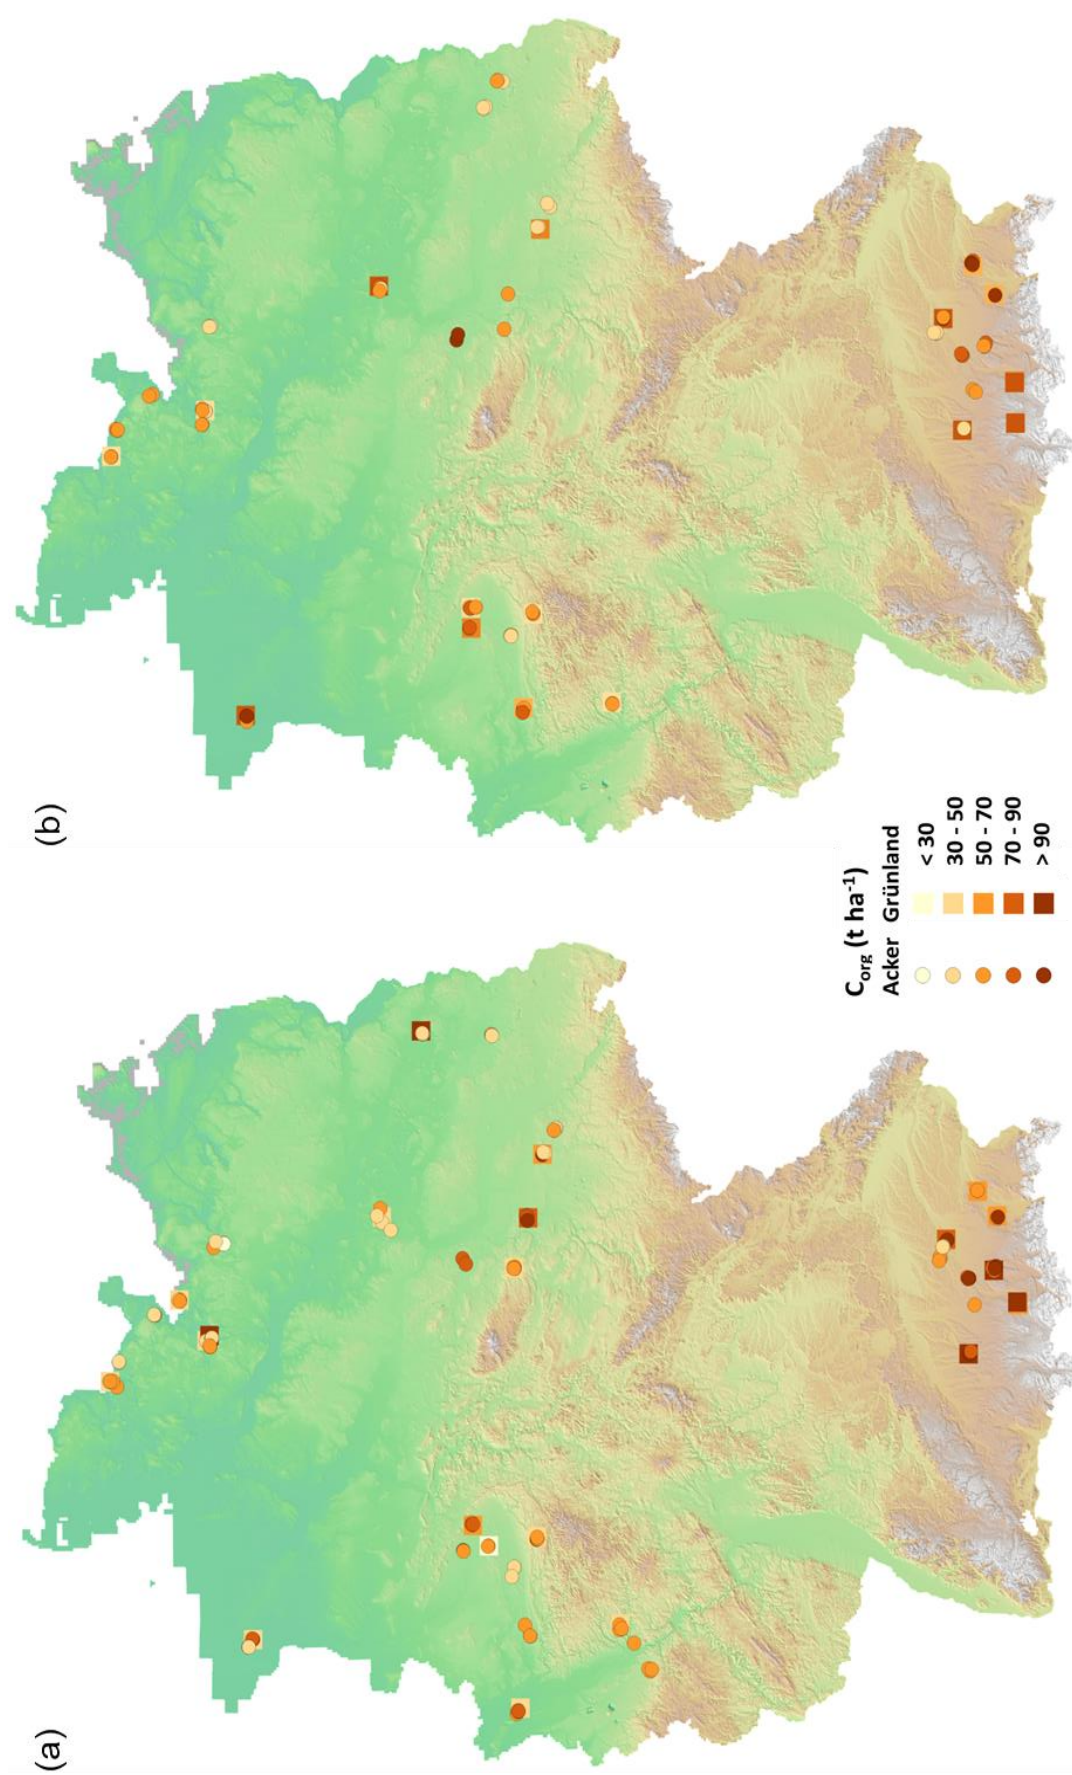 (a)
(b)
C_org (t ha⁻¹)
Acker Grünland
< 30
30 - 50
50 - 70
70 - 90
> 90